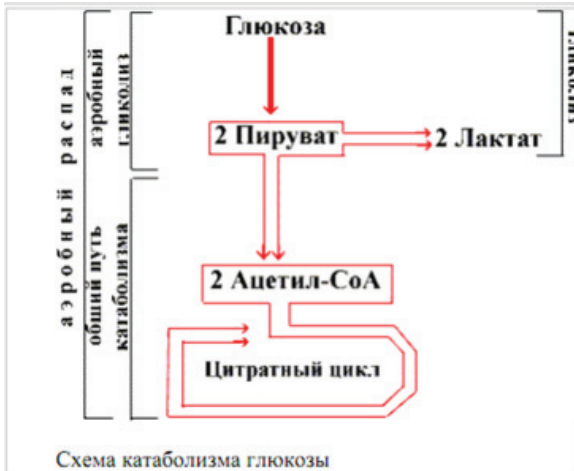 Глюкоза
2 Пируват
2 Лактат
2 Ацетил-CoA
Цитратный цикл
аэробный распад
аэробный
гликолиз
общий путь
катаболизма
гликолиз
Схема катаболизма глюкозы